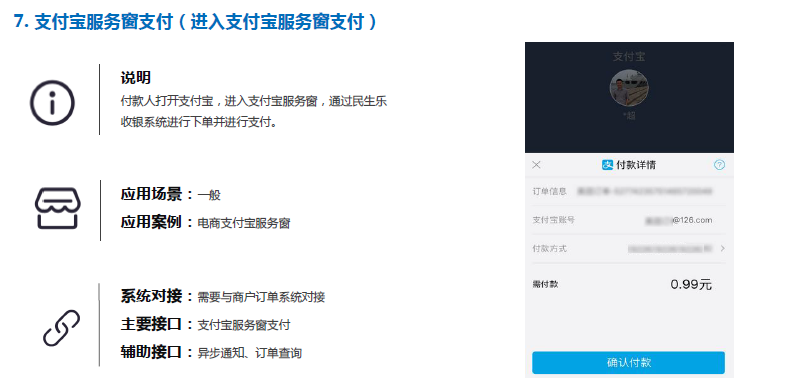 7. 支付宝服务窗支付（进入支付宝服务窗支付）
说明
付款人打开支付宝，进入支付宝服务窗，通过民生乐
收银系统进行下单并进行支付。
应用场景：一般
应用案例：电商支付宝服务窗
系统对接：需要与商户订单系统对接
主要接口：支付宝服务窗支付
辅助接口：异步通知、订单查询
支付宝
付款详情
订单信息
支付宝账号 @126.com
付款方式
需付款 0.99元
确认付款